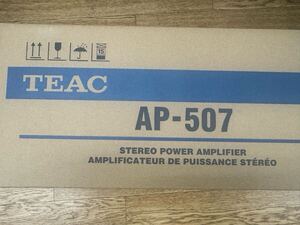 TEAC
AP-507
STEREO POWER AMPLIFIER
AMPLIFICATEUR DE PUISSANCE STÉRÉO